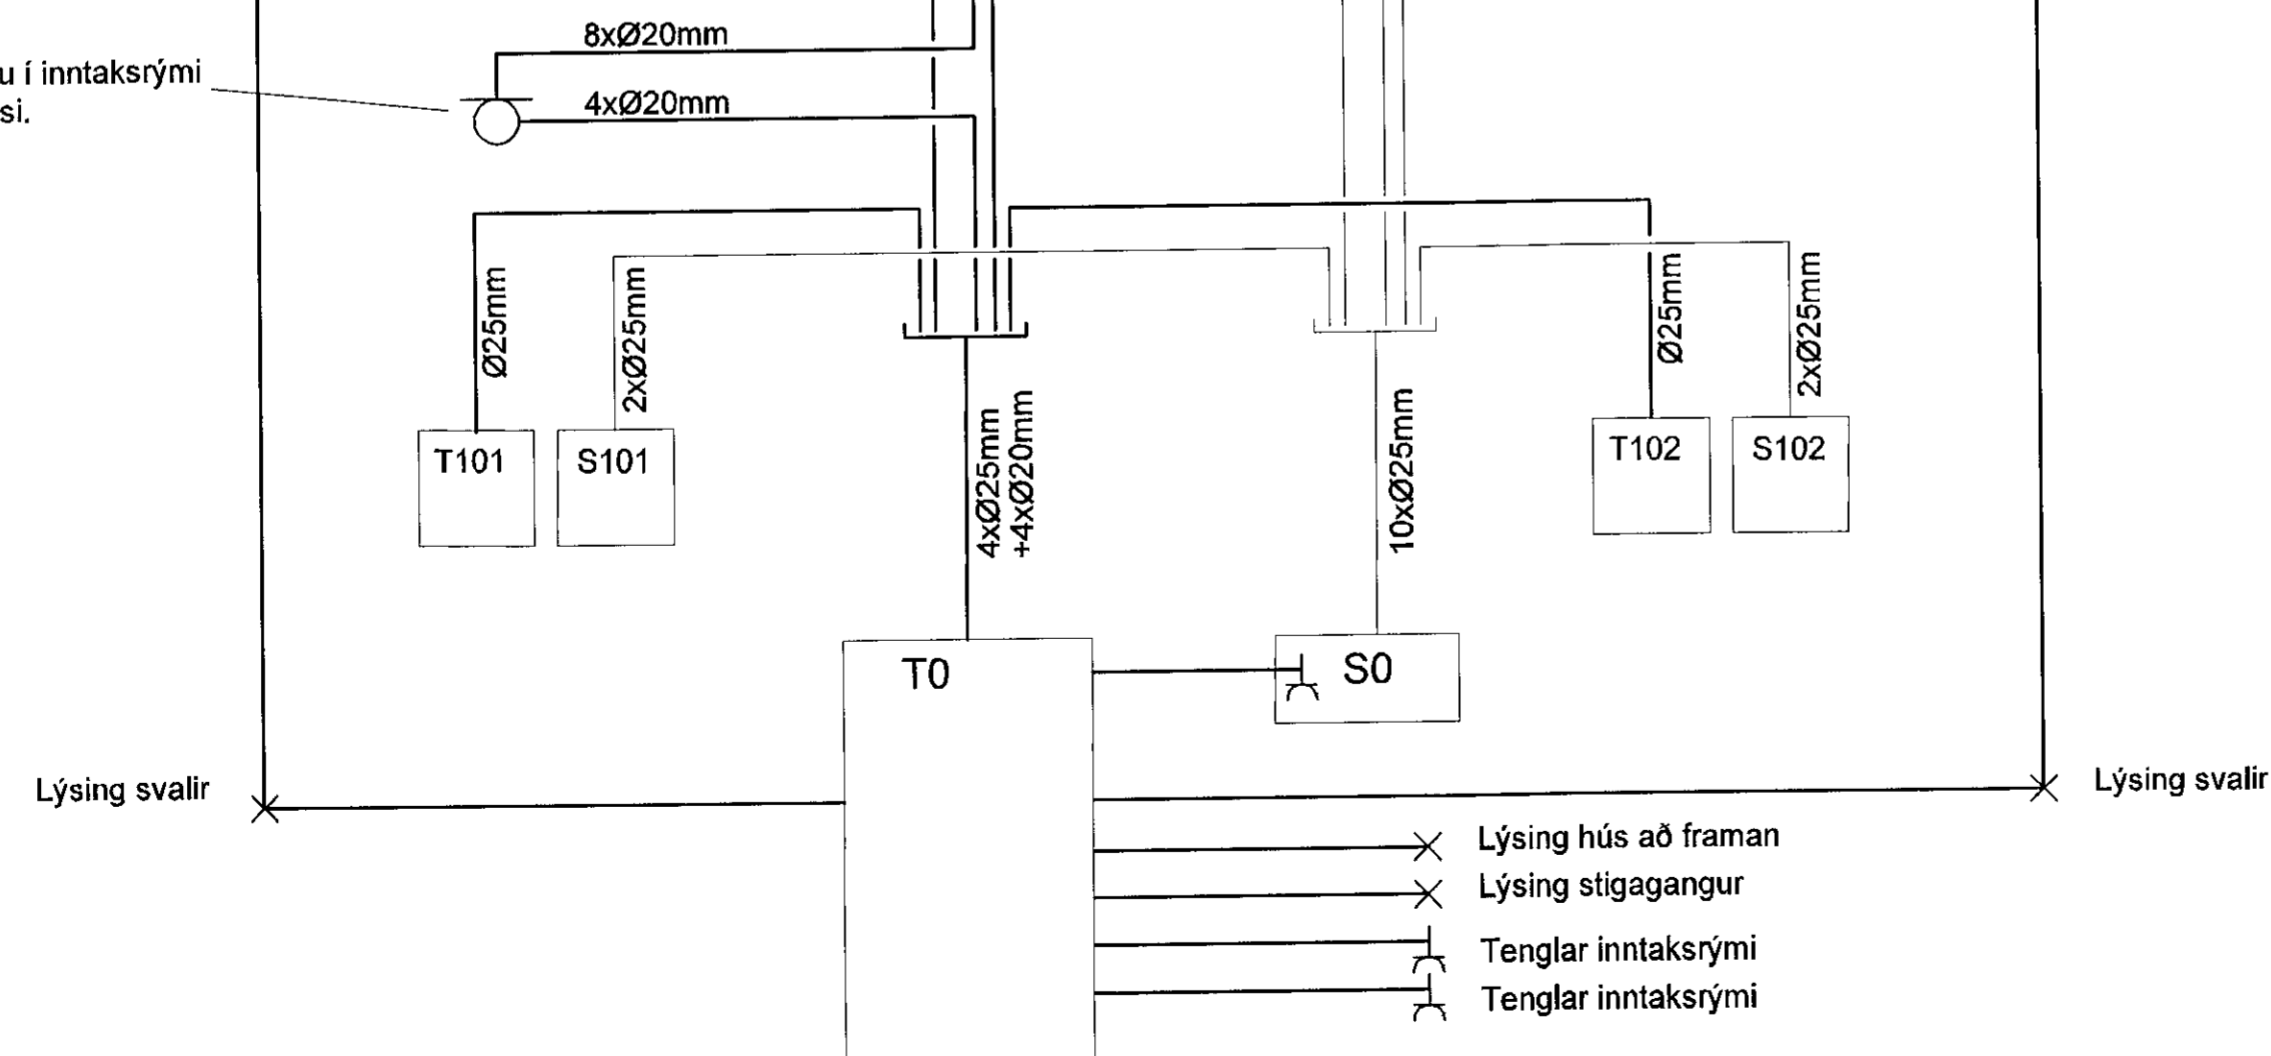 8xØ20mm
u í inntaksrými
si.
4xØ20mm
Ø25mm
2xØ25mm
Ø25mm
2xØ25mm
4xØ25mm
+4xØ20mm
10xØ25mm
T101
S101
T102
S102
T0
S0
Lýsing svalir
Lýsing svalir
Lýsing hús að framan
Lýsing stigagangur
Tenglar inntaksrými
Tenglar inntaksrými